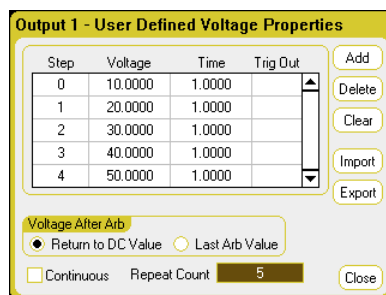 Output 1 - User Defined Voltage Properties
Step Voltage Time Trig Out
0 10.0000 1.0000
1 20.0000 1.0000
2 30.0000 1.0000
3 40.0000 1.0000
4 50.0000 1.0000
Add
Delete
Clear
Import
Export
Voltage After Arb
Return to DC Value Last Arb Value
Continuous Repeat Count 5
Close